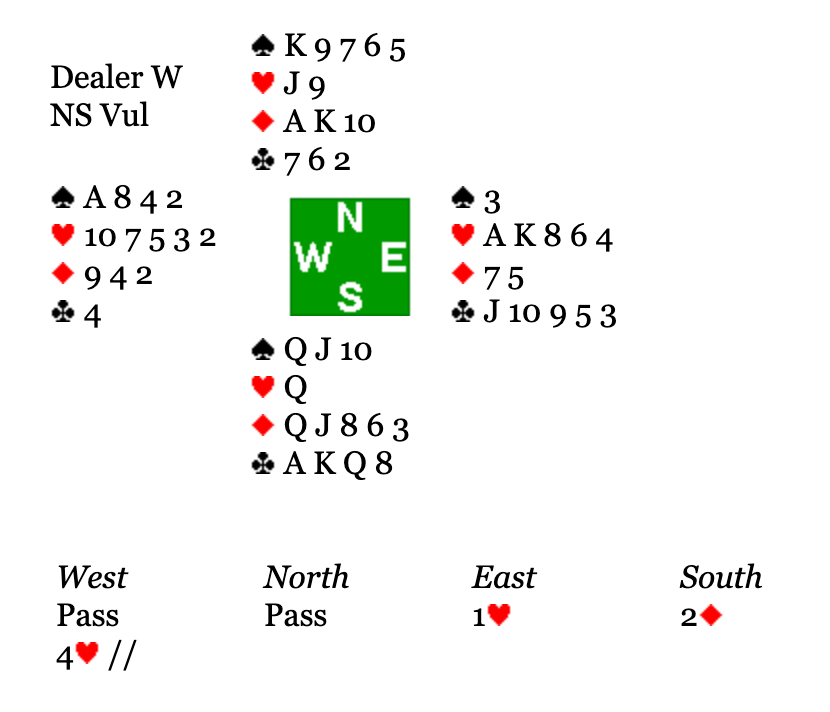 Dealer W
NS Vul
♠ K 9 7 6 5
♥ J 9
♦ A K 10
♣ 7 6 2
♠ A 8 4 2
♥ 10 7 5 3 2
♦ 9 4 2
♣ 4
N
W E
S
♠ 3
♥ A K 8 6 4
♦ 7 5
♣ J 10 9 5 3
♠ Q J 10
♥ Q
♦ Q J 8 6 3
♣ A K Q 8
West North East South
Pass Pass 1♥ 2♦
4♥ //